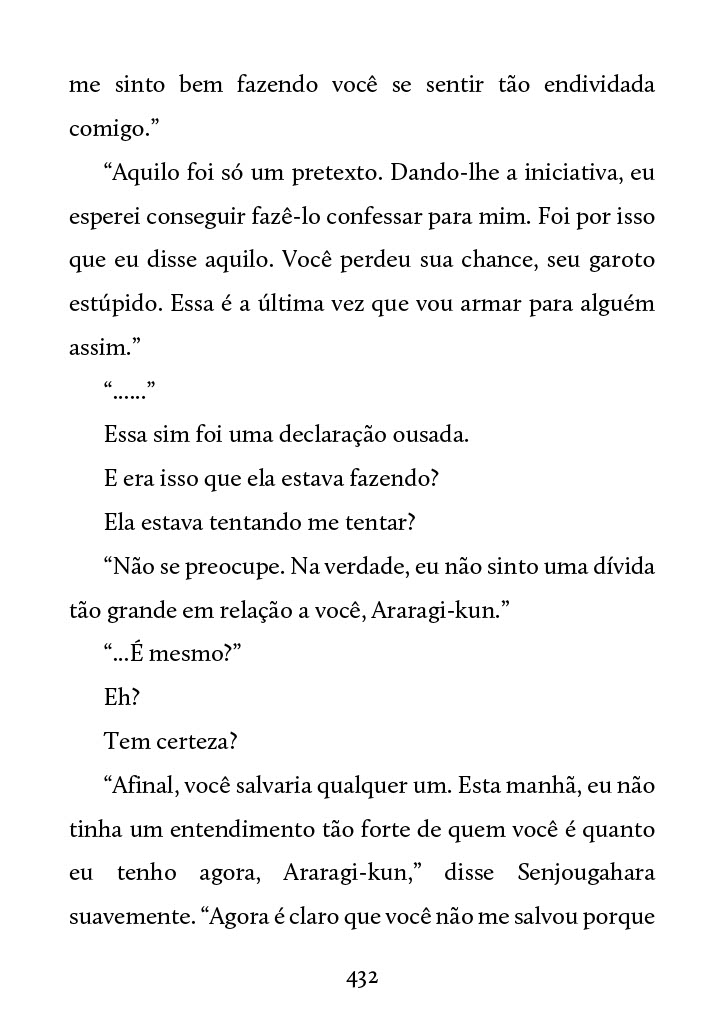 me sinto bem fazendo você se sentir tão endividada
comigo.”
“Aquilo foi só um pretexto. Dando-lhe a iniciativa, eu
esperei conseguir fazê-lo confessar para mim. Foi por isso
que eu disse aquilo. Você perdeu sua chance, seu garoto
estúpido. Essa é a última vez que vou armar para alguém
assim.”
“......”
Essa sim foi uma declaração ousada.
E era isso que ela estava fazendo?
Ela estava tentando me tentar?
“Não se preocupe. Na verdade, eu não sinto uma dívida
tão grande em relação a você, Araragi-kun.”
“...É mesmo?”
Eh?
Tem certeza?
“Afinal, você salvaria qualquer um. Esta manhã, eu não
tinha um entendimento tão forte de quem você é quanto
eu tenho agora, Araragi-kun,” disse Senjougahara
suavemente. “Agora é claro que você não me salvou porque
432